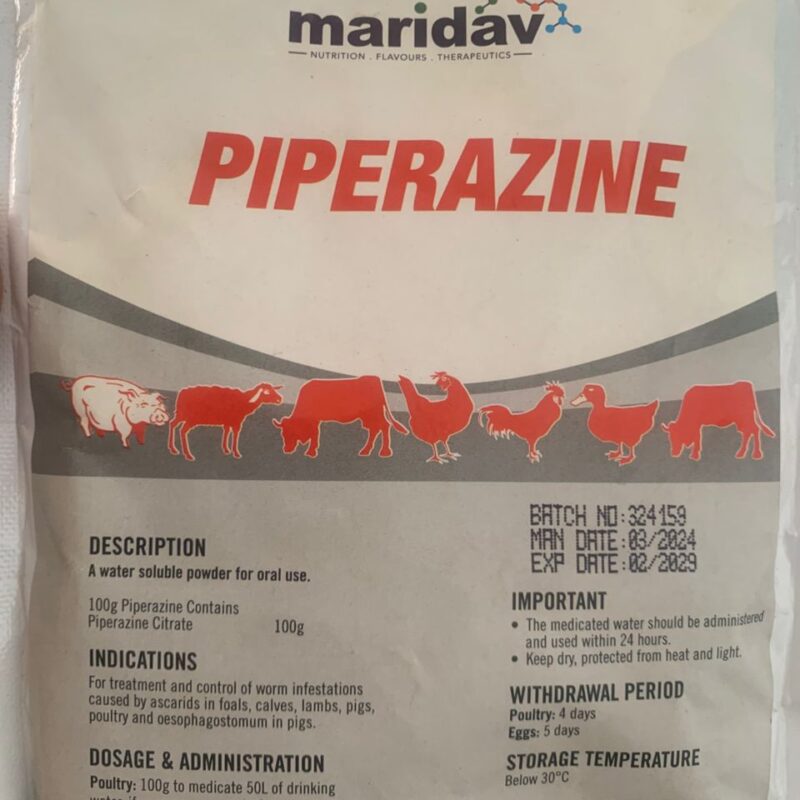 maridav
NUTRITION . FLAVOURS . THERAPEUTICS
PIPERAZINE
BATCH NO:324159
MAN DATE:03/2024
EXP DATE:02/2029
DESCRIPTION
A water soluble powder for oral use.
100g Piperazine Contains
Piperazine Citrate 100g
INDICATIONS
For treatment and control of worm infestations
caused by ascarids in foals, calves, lambs, pigs,
poultry and oesophagostomum in pigs.
DOSAGE & ADMINISTRATION
Poultry: 100g to medicate 50L of drinking
IMPORTANT
• The medicated water should be administered
and used within 24 hours.
• Keep dry, protected from heat and light.
WITHDRAWAL PERIOD
Poultry: 4 days
Eggs: 5 days
STORAGE TEMPERATURE
Below 30°C